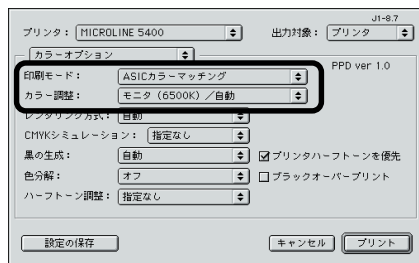 J1-8.7
プリンタ： MICROLINE 5400 出力対象： プリンタ
カラーオプション
PPD ver 1.0
印刷モード： ASICカラーマッチング
カラー調整： モニタ（6500K）／自動
レンダリング方式： 自動
CMYKシミュレーション： 指定なし
黒の生成： 自動 プリンタハーフトーンを優先
色分解： オフ ブラックオーバープリント
ハーフトーン調整： 指定なし
設定の保存 キャンセル プリント